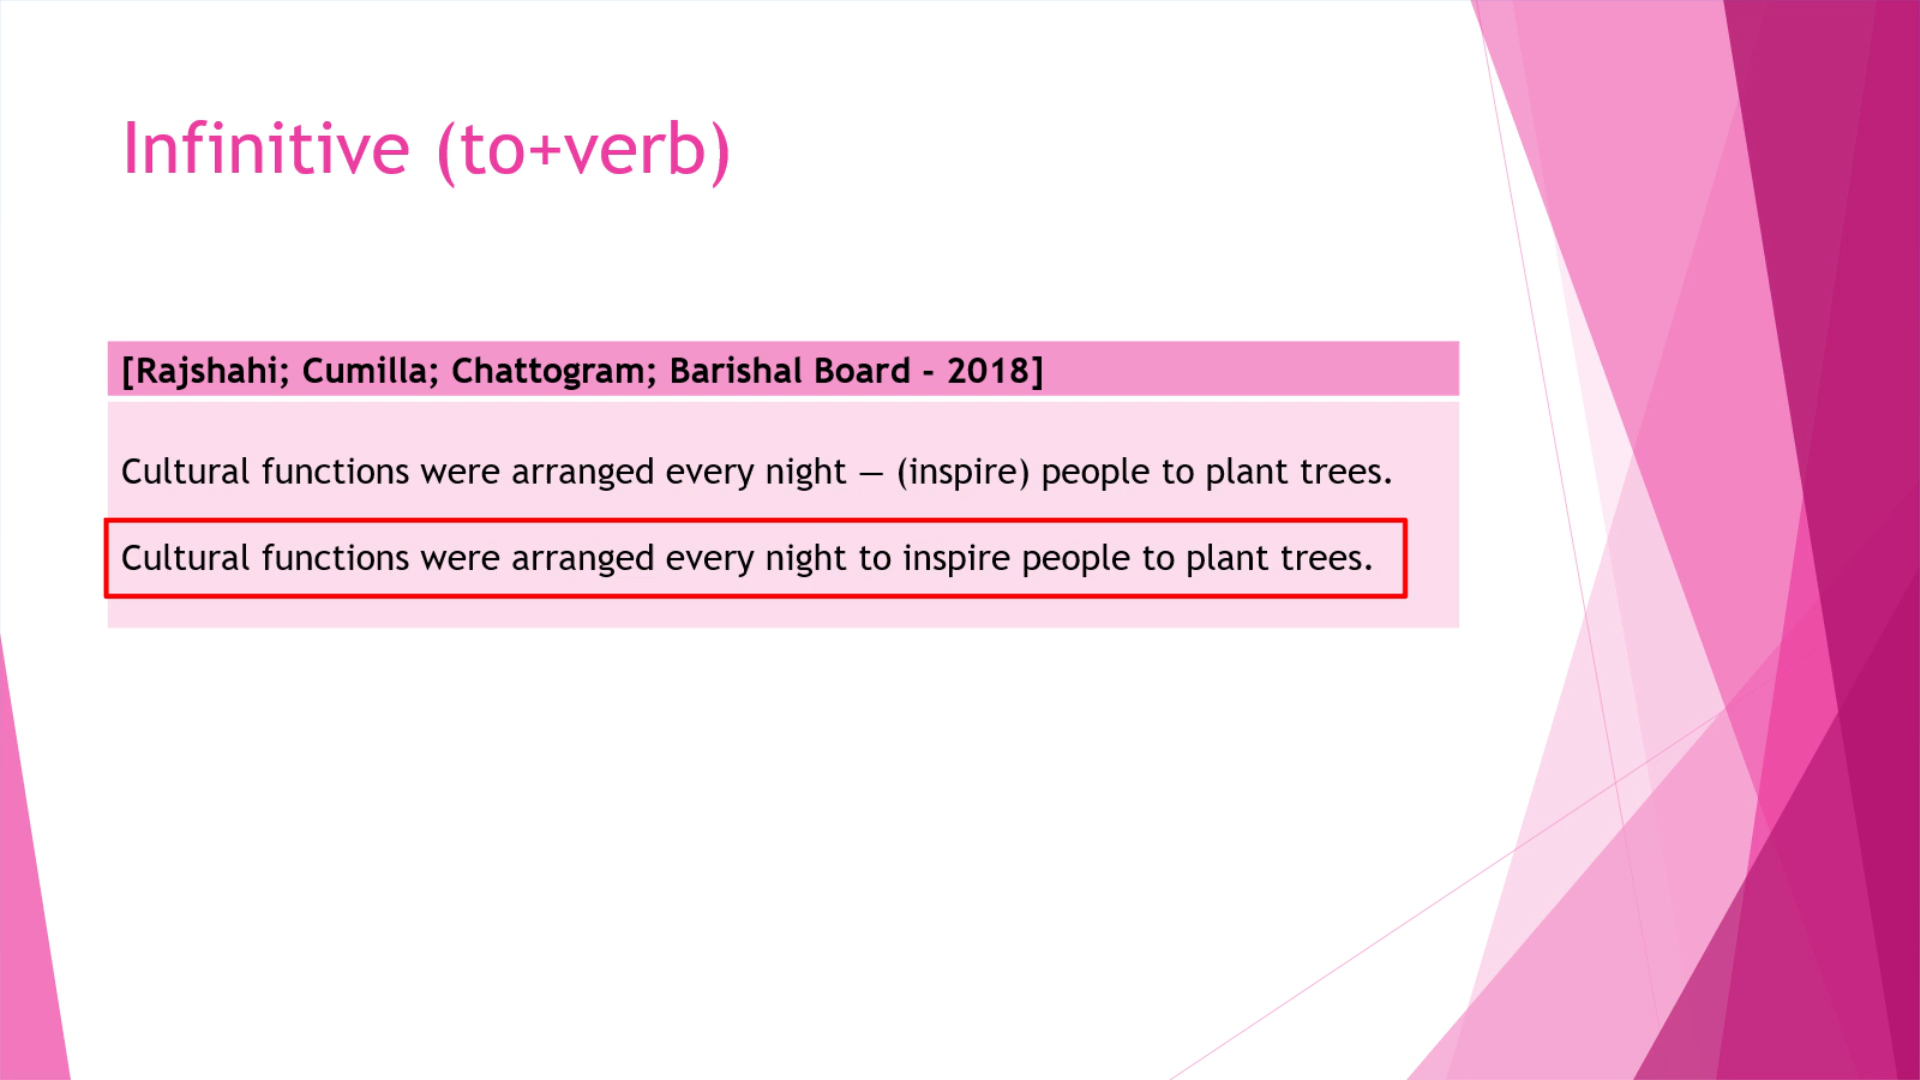 Infinitive (to+verb)
[Rajshahi; Cumilla; Chattogram; Barishal Board - 2018]
Cultural functions were arranged every night — (inspire) people to plant trees.
Cultural functions were arranged every night to inspire people to plant trees.